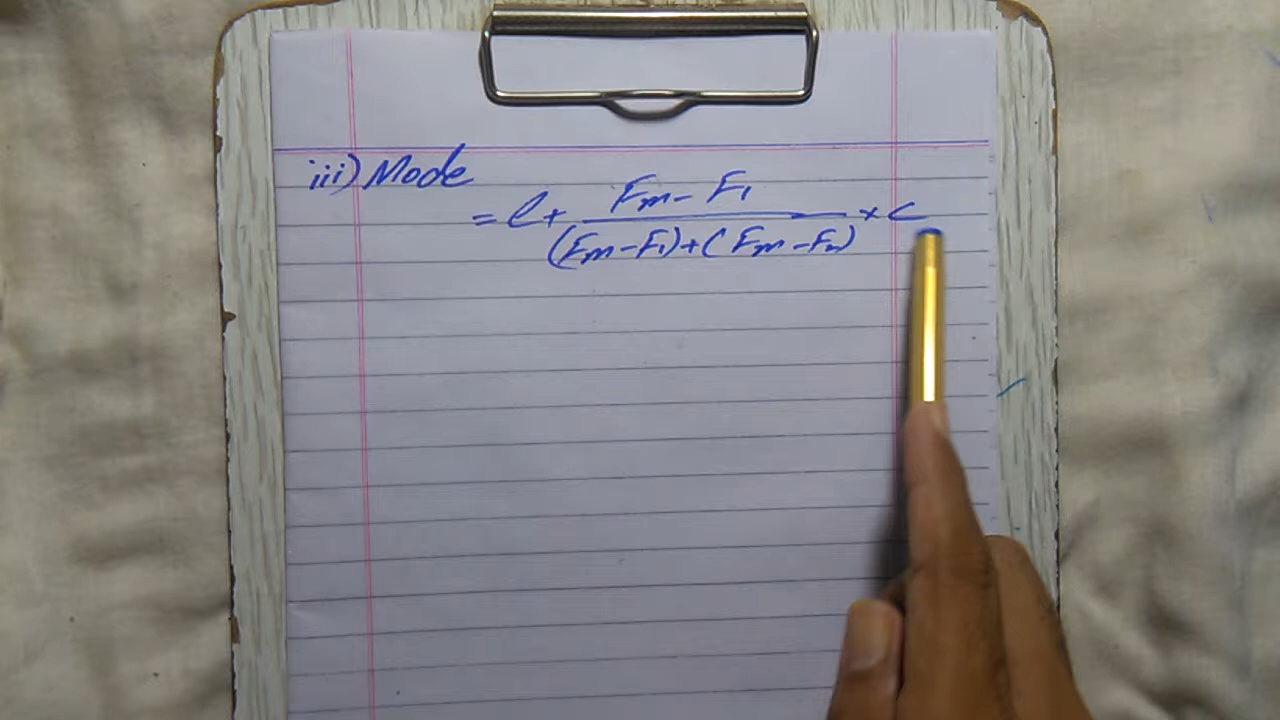 iii) Mode
= l + Fm - F1 / (Fm - F1) + (Fm - F2) × c